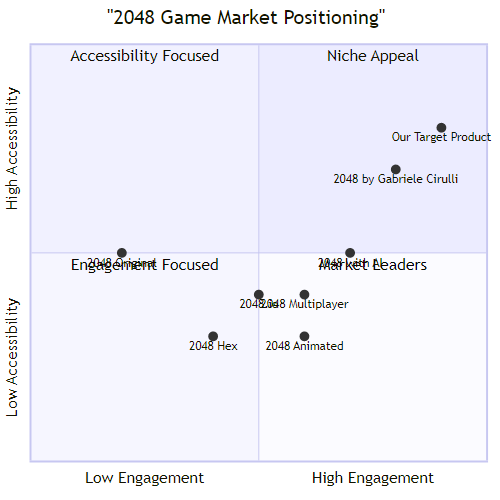 "2048 Game Market Positioning"
Accessibility Focused
Niche Appeal
High Accessibility
Our Target Product
2048 by Gabriele Cirulli
2048 Original
2048 with AI
Engagement Focused
Market Leaders
2048
2048 Multiplayer
2048 Hex
2048 Animated
Low Accessibility
Low Engagement
High Engagement